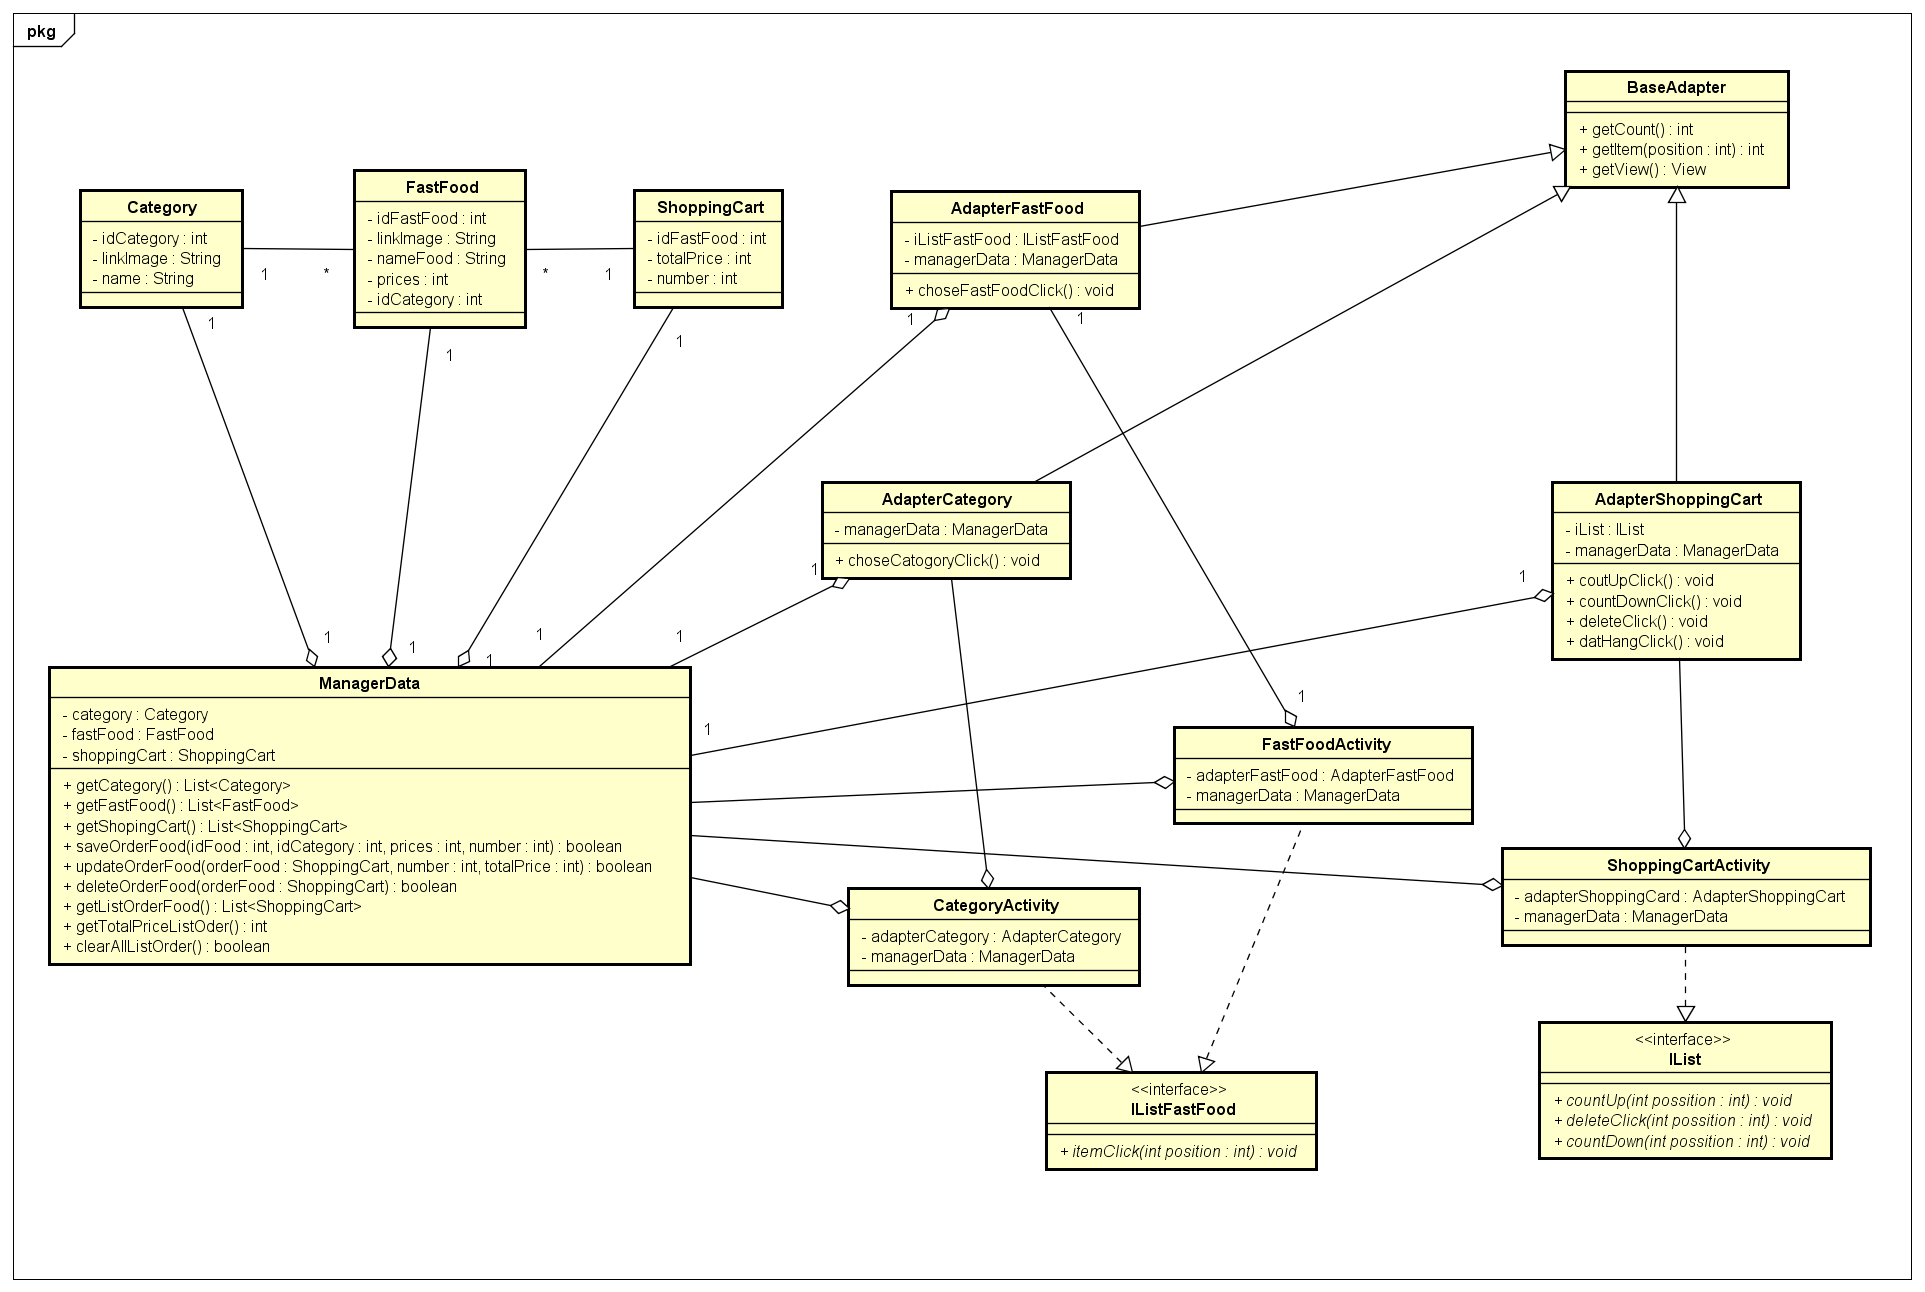 pkg
BaseAdapter
+ getCount() : int
+ getItem(position : int) : int
+ getView() : View
Category
- idCategory : int
- linkImage : String
- name : String
FastFood
- idFastFood : int
- linkImage : String
- nameFood : String
- prices : int
- idCategory : int
ShoppingCart
- idFastFood : int
- totalPrice : int
- number : int
AdapterFastFood
- iListFastFood : IListFastFood
- managerData : ManagerData
+ choseFastFoodClick() : void
1
*
*
1
1
1
1
1
1
AdapterCategory
- managerData : ManagerData
+ choseCatogoryClick() : void
AdapterShoppingCart
- iList : IList
- managerData : ManagerData
+ coutUpClick() : void
+ countDownClick() : void
+ deleteClick() : void
+ datHangClick() : void
1
1
1
1
1
1
1
1
1
ManagerData
- category : Category
- fastFood : FastFood
- shoppingCart : ShoppingCart
+ getCategory() : List<Category>
+ getFastFood() : List<FastFood>
+ getShopingCart() : List<ShoppingCart>
+ saveOrderFood(idFood : int, idCategory : int, prices : int, number : int) : boolean
+ updateOrderFood(orderFood : ShoppingCart, number : int, totalPrice : int) : boolean
+ deleteOrderFood(orderFood : ShoppingCart) : boolean
+ getListOrderFood() : List<ShoppingCart>
+ getTotalPriceListOder() : int
+ clearAllListOrder() : boolean
FastFoodActivity
- adapterFastFood : AdapterFastFood
- managerData : ManagerData
CategoryActivity
- adapterCategory : AdapterCategory
- managerData : ManagerData
ShoppingCartActivity
- adapterShoppingCard : AdapterShoppingCart
- managerData : ManagerData
<<interface>>
IListFastFood
+ itemClick(int position : int) : void
<<interface>>
IList
+ countUp(int possition : int) : void
+ deleteClick(int possition : int) : void
+ countDown(int possition : int) : void